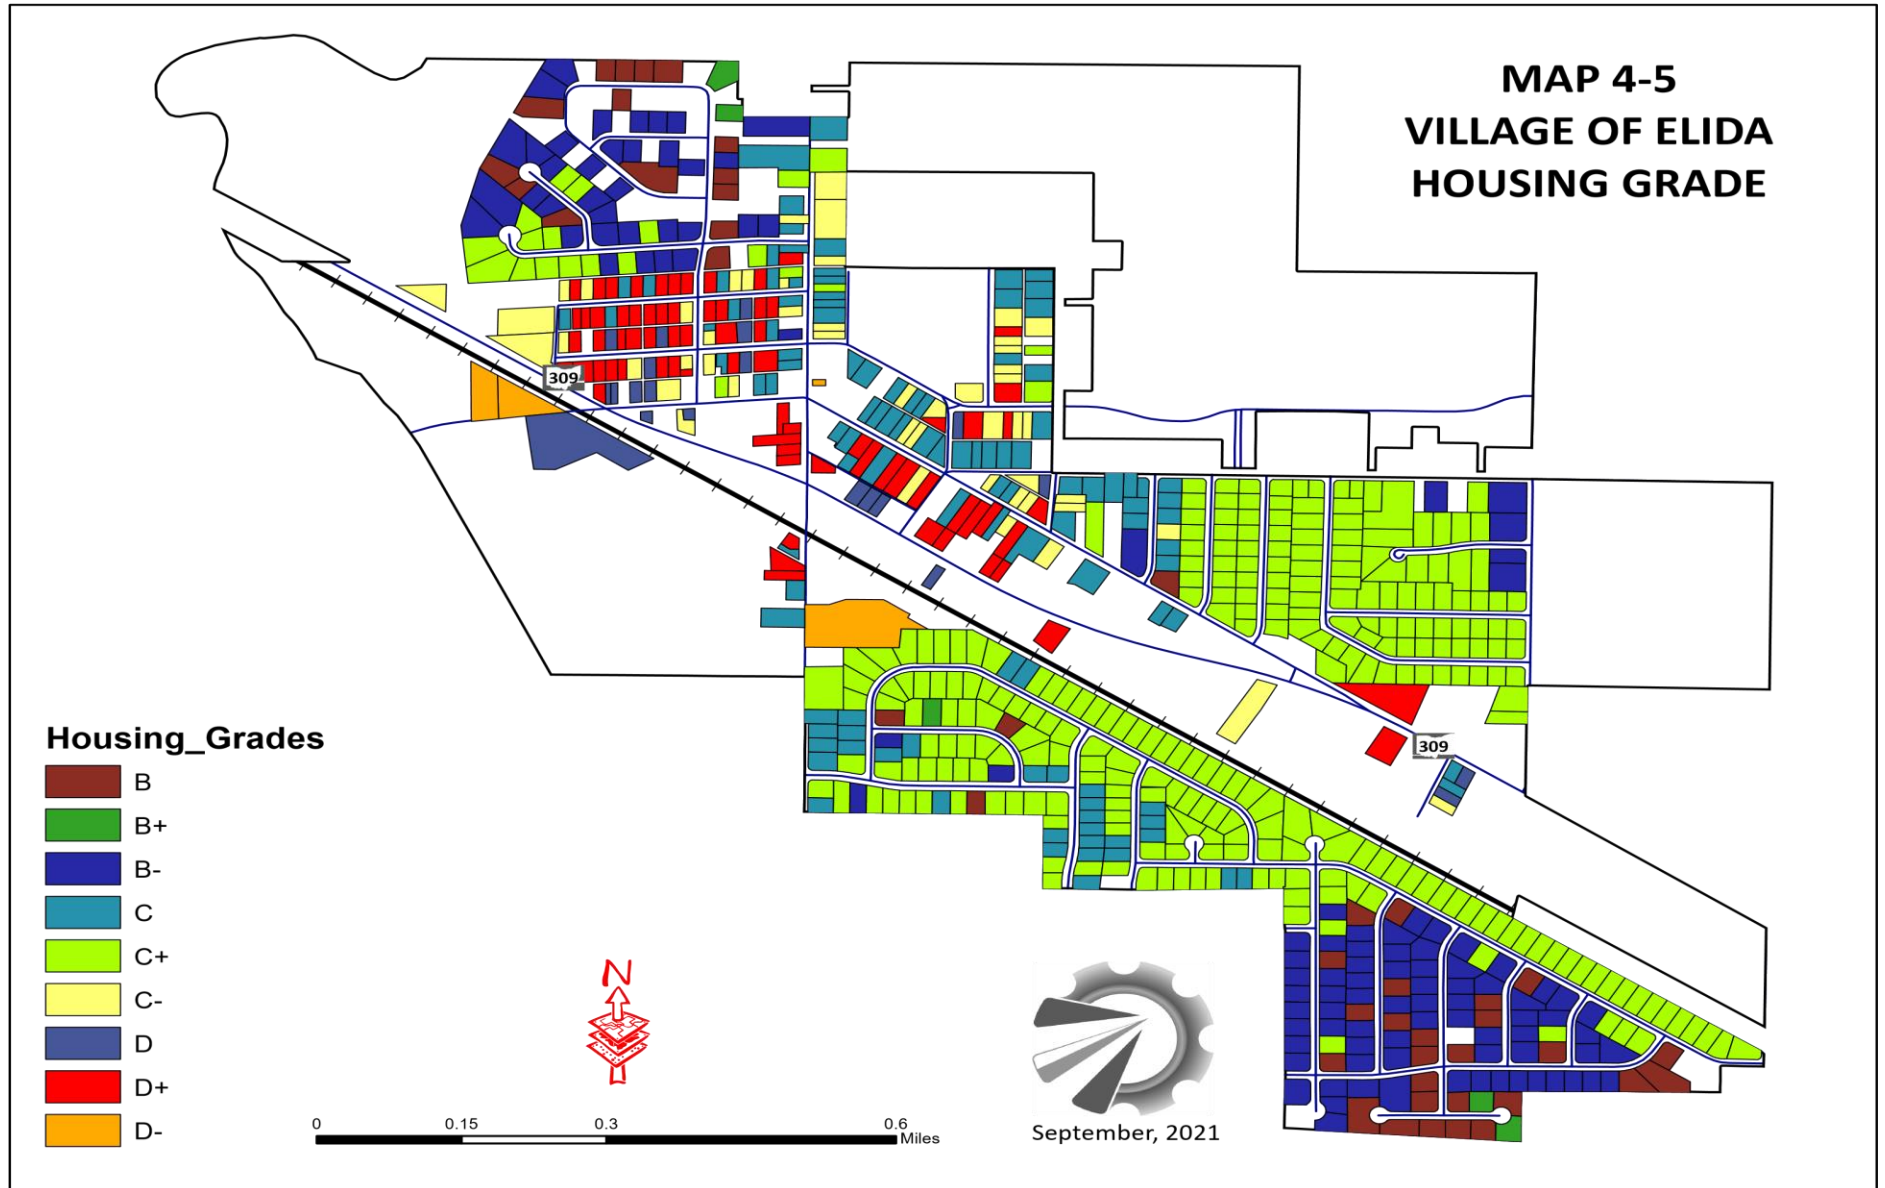 MAP 4-5
VILLAGE OF ELIDA
HOUSING GRADE
309
309
Housing_Grades
B
B+
B-
C
C+
C-
D
D+
D-
N
0 0.15 0.3 0.6
Miles
September, 2021